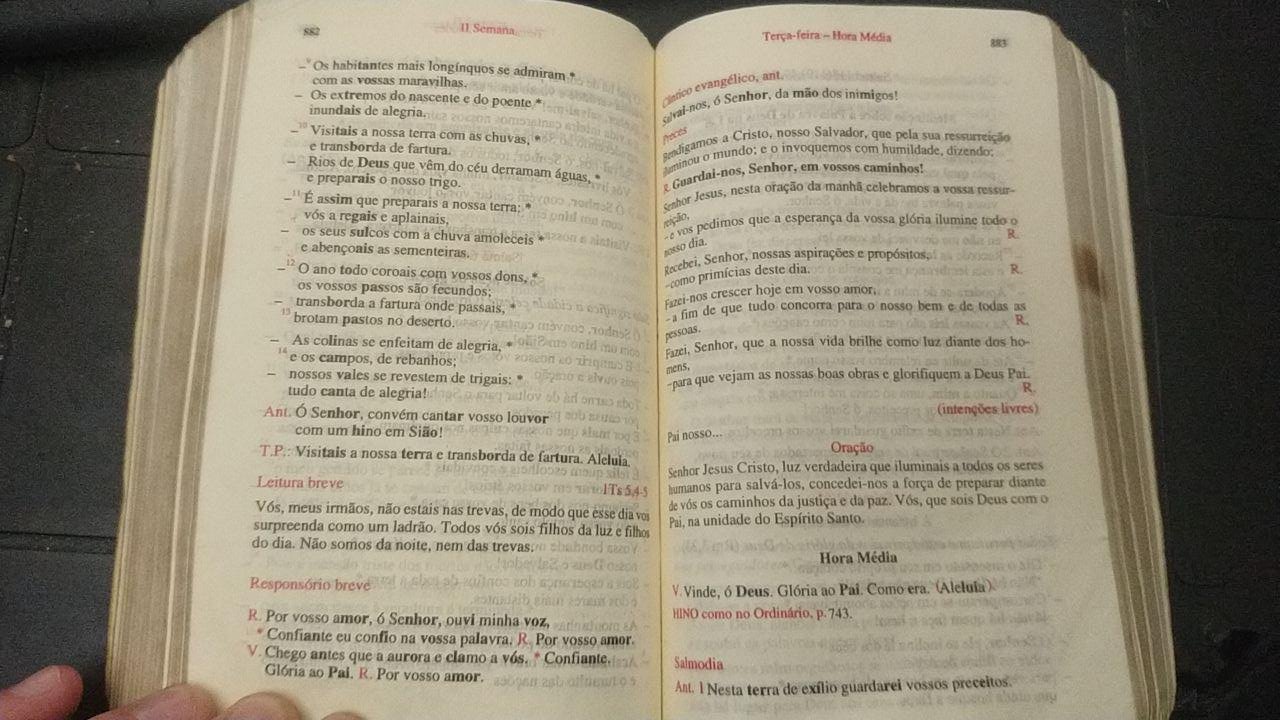 882
II Semana
–⁹ Os habitantes mais longínquos se admiram *
com as vossas maravilhas.
– Os extremos do nascente e do poente *
inundais de alegria.
–¹⁰ Visitais a nossa terra com as chuvas, *
e transborda de fartura.
– Rios de Deus que vêm do céu derramam águas, *
e preparais o nosso trigo.
–¹¹ É assim que preparais a nossa terra: *
vós a regais e aplainais,
– os seus sulcos com a chuva amoleceis *
e abençoais as sementeiras.
–¹² O ano todo coroais com vossos dons, *
os vossos passos são fecundos;
– transborda a fartura onde passais, *
¹³ brotam pastos no deserto.
– As colinas se enfeitam de alegria, *
¹⁴ e os campos, de rebanhos;
– nossos vales se revestem de trigais: *
tudo canta de alegria!
Ant. Ó Senhor, convém cantar vosso louvor
com um hino em Sião!
T.P.: Visitais a nossa terra e transborda de fartura. Aleluia.
Leitura breve 1Ts 5,4-5
Vós, meus irmãos, não estais nas trevas, de modo que esse dia vos
surpreenda como um ladrão. Todos vós sois filhos da luz e filhos
do dia. Não somos da noite, nem das trevas.
Responsório breve
R. Por vosso amor, ó Senhor, ouvi minha voz,
* Confiante eu confio na vossa palavra. R. Por vosso amor.
V. Chego antes que a aurora e clamo a vós. * Confiante.
Glória ao Pai. R. Por vosso amor.
Terça-feira – Hora Média
883
Cântico evangélico, ant.
Salvai-nos, ó Senhor, da mão dos inimigos!
Preces
Bendigamos a Cristo, nosso Salvador, que pela sua ressurreição
iluminou o mundo; e o invoquemos com humildade, dizendo:
R. Guardai-nos, Senhor, em vossos caminhos!
Senhor Jesus, nesta oração da manhã celebramos a vossa ressur-
reição,
–e vos pedimos que a esperança da vossa glória ilumine todo o
nosso dia. R.
Recebei, Senhor, nossas aspirações e propósitos,
–como primícias deste dia. R.
Fazei-nos crescer hoje em vosso amor,
–a fim de que tudo concorra para o nosso bem e de todas as
pessoas. R.
Fazei, Senhor, que a nossa vida brilhe como luz diante dos ho-
mens,
–para que vejam as nossas boas obras e glorifiquem a Deus Pai.
R.
(intenções livres)
Pai nosso...
Oração
Senhor Jesus Cristo, luz verdadeira que iluminais a todos os seres
humanos para salvá-los, concedei-nos a força de preparar diante
de vós os caminhos da justiça e da paz. Vós, que sois Deus com o
Pai, na unidade do Espírito Santo.
Hora Média
V. Vinde, ó Deus. Glória ao Pai. Como era. (Aleluia).
HINO como no Ordinário, p. 743.
Salmodia
Ant. 1 Nesta terra de exílio guardarei vossos preceitos.